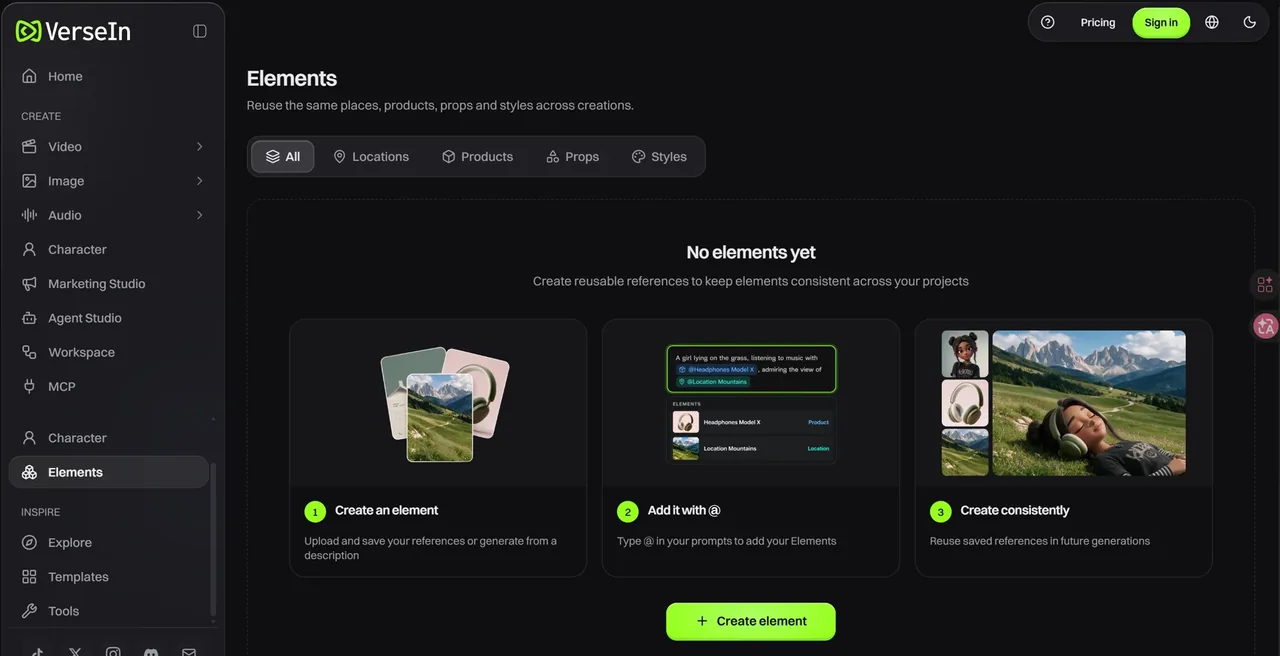 VerseIn
Home
CREATE
Video
Image
Audio
Character
Marketing Studio
Agent Studio
Workspace
MCP
Character
Elements
INSPIRE
Explore
Templates
Tools
Pricing
Sign in
Elements
Reuse the same places, products, props and styles across creations.
All
Locations
Products
Props
Styles
No elements yet
Create reusable references to keep elements consistent across your projects
A girl lying on the grass, listening to music with
@Headphones Model X , admiring the view of
@Location Mountains
ELEMENTS
Headphones Model X Product
Location Mountains Location
1 Create an element
Upload and save your references or generate from a
description
2 Add it with @
Type @ in your prompts to add your Elements
3 Create consistently
Reuse saved references in future generations
+ Create element